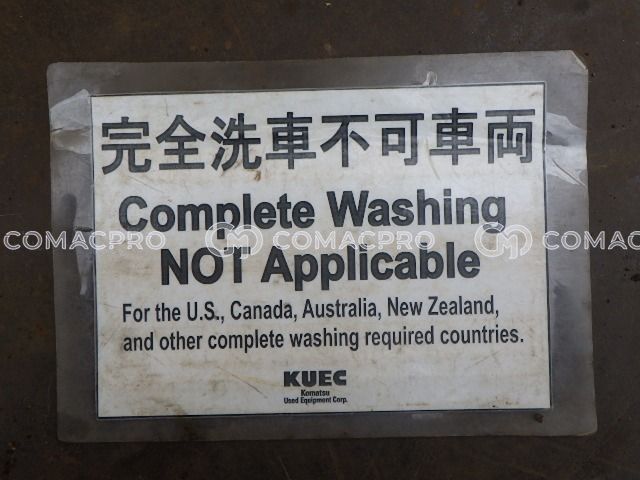 完全洗車不可車両
Complete Washing
NOT Applicable
COMACPRO COMACPRO COMACPRO
For the U.S., Canada, Australia, New Zealand,
and other complete washing required countries.
KUEC
Komatsu
Used Equipment Corp.